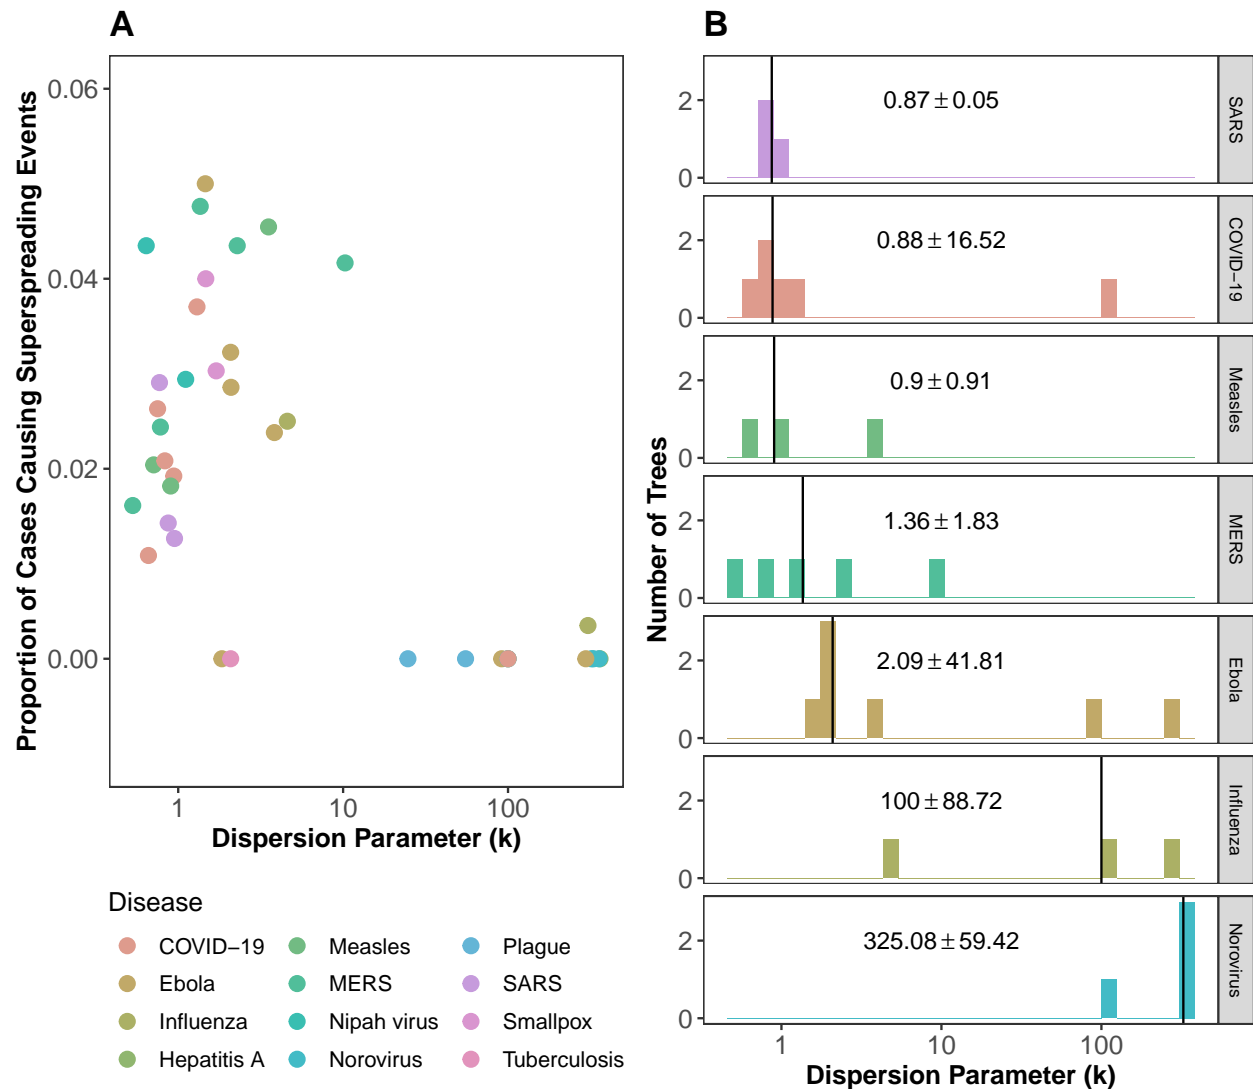 A
Proportion of Cases Causing Superspreading Events
0.06
0.04
0.02
0.00
1
10
100
Dispersion Parameter (k)
Disease
COVID−19
Ebola
Influenza
Hepatitis A
Measles
MERS
Nipah virus
Norovirus
Plague
SARS
Smallpox
Tuberculosis
B
Number of Trees
2
0
0.87 ± 0.05
SARS
2
0
0.88 ± 16.52
COVID−19
2
0
0.9 ± 0.91
Measles
2
0
1.36 ± 1.83
MERS
2
0
2.09 ± 41.81
Ebola
2
0
100 ± 88.72
Influenza
2
0
325.08 ± 59.42
Norovirus
1
10
100
Dispersion Parameter (k)